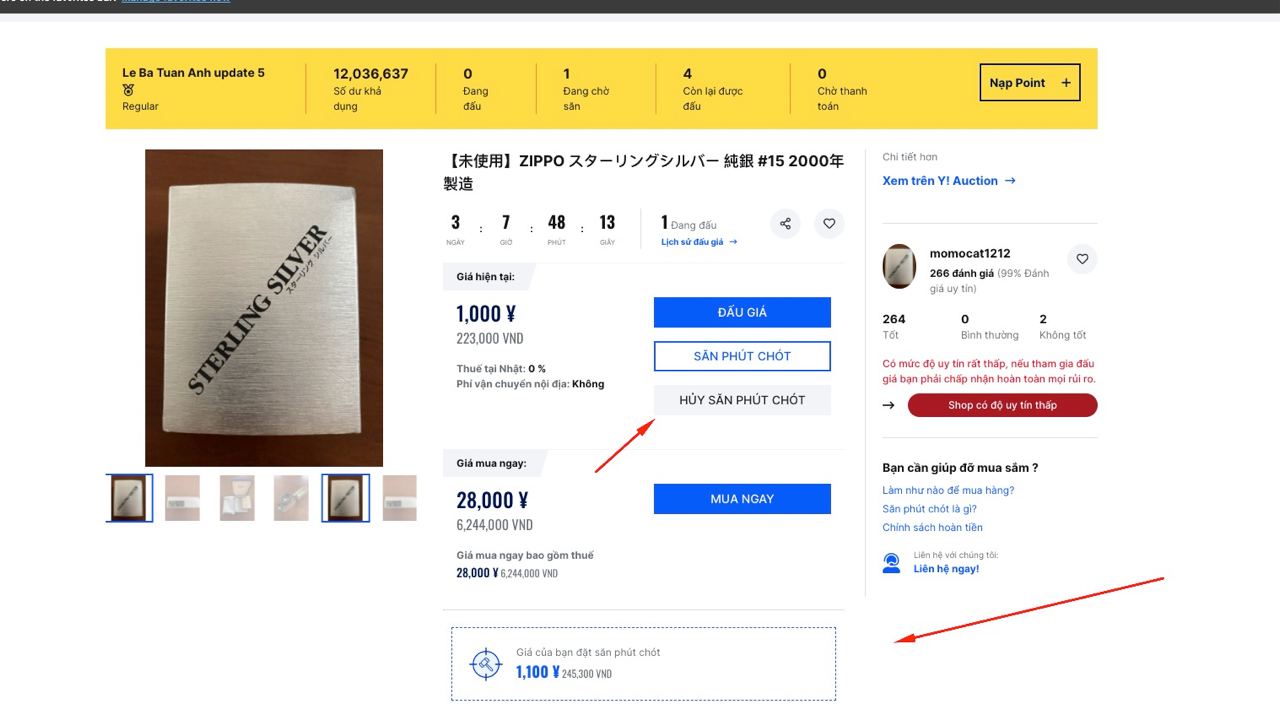 Le Ba Tuan Anh update 5
Regular
12,036,637
Số dư khả
dụng
0
Đang
đấu
1
Đang chờ
săn
4
Còn lại được
đấu
0
Chờ thanh
toán
Nạp Point +
STERLING SILVER
スターリング シルバー
【未使用】ZIPPO スターリングシルバー 純銀 #15 2000年
製造
3 : 7 : 48 : 13
NGÀY GIỜ PHÚT GIÂY
1 Đang đấu
Lịch sử đấu giá →
Giá hiện tại:
1,000 ¥
223,000 VND
Thuế tại Nhật: 0 %
Phí vận chuyển nội địa: Không
ĐẤU GIÁ
SĂN PHÚT CHÓT
HỦY SĂN PHÚT CHÓT
Giá mua ngay:
28,000 ¥
6,244,000 VND
Giá mua ngay bao gồm thuế
28,000 ¥ 6,244,000 VND
MUA NGAY
Giá của bạn đặt săn phút chót
1,100 ¥ 245,300 VND
Chi tiết hơn
Xem trên Y! Auction →
momocat1212
266 đánh giá (99% Đánh
giá uy tín)
264
Tốt
0
Bình thường
2
Không tốt
Có mức độ uy tín rất thấp, nếu tham gia đấu
giá bạn phải chấp nhận hoàn toàn mọi rủi ro.
→ Shop có độ uy tín thấp
Bạn cần giúp đỡ mua sắm ?
Làm như nào để mua hàng?
Săn phút chót là gì?
Chính sách hoàn tiền
Liên hệ với chúng tôi:
Liên hệ ngay!